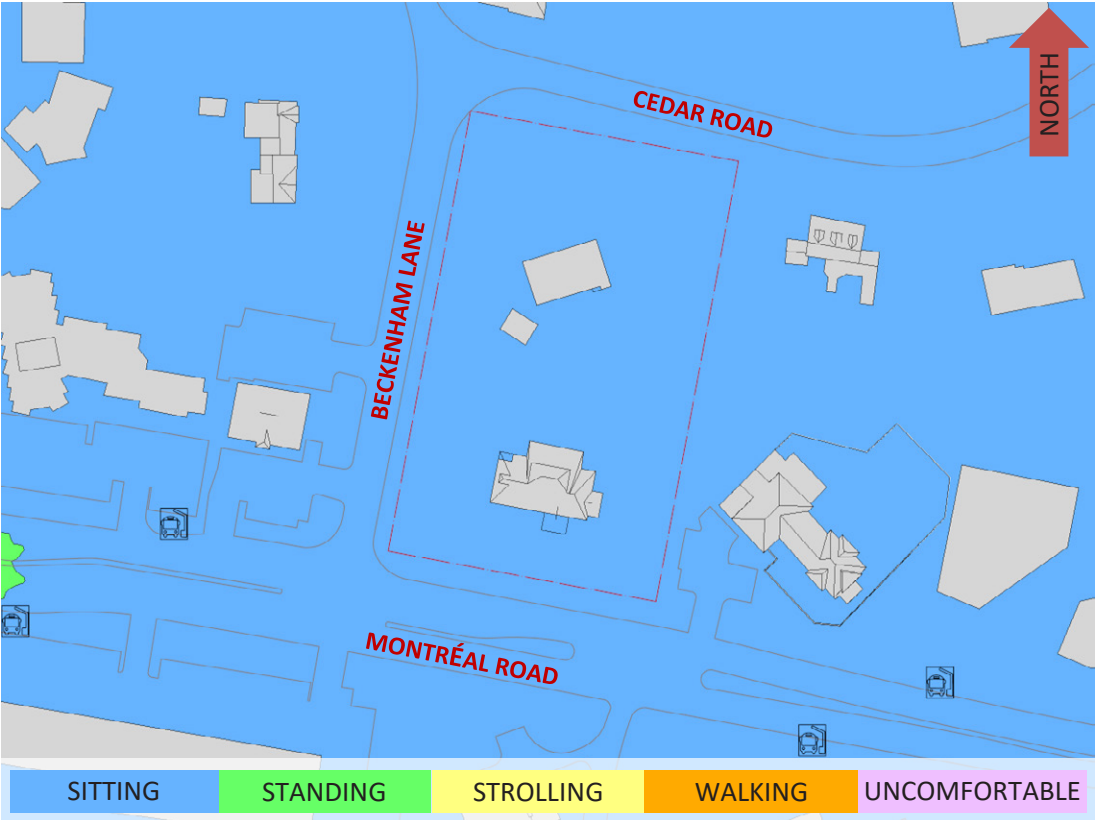 CEDAR ROAD
NORTH
BECKENHAM LANE
MONTRÉAL ROAD
SITTING
STANDING
STROLLING
WALKING
UNCOMFORTABLE